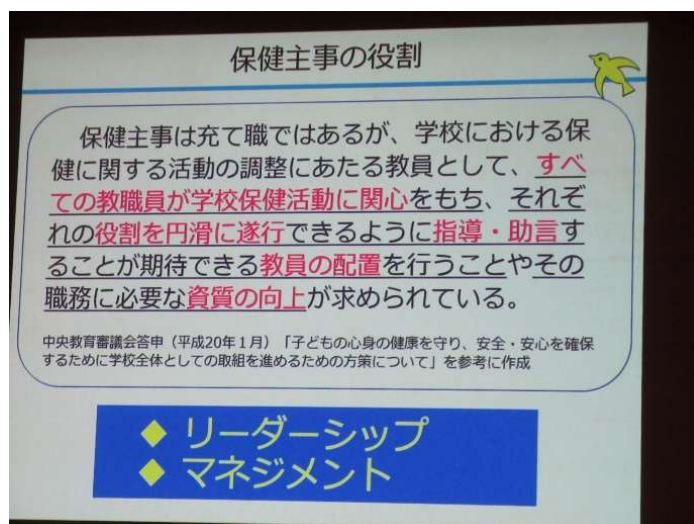 保健主事の役割
保健主事は充て職ではあるが、学校における保
健に関する活動の調整にあたる教員として、すべ
ての教職員が学校保健活動に関心をもち、それぞ
れの役割を円滑に遂行できるように指導・助言す
ることが期待できる教員の配置を行うことやその
職務に必要な資質の向上が求められている。
中央教育審議会答申（平成20年１月）「子どもの心身の健康を守り、安全・安心を確保
するために学校全体としての取組を進めるための方策について」を参考に作成
◆ リーダーシップ
◆ マネジメント